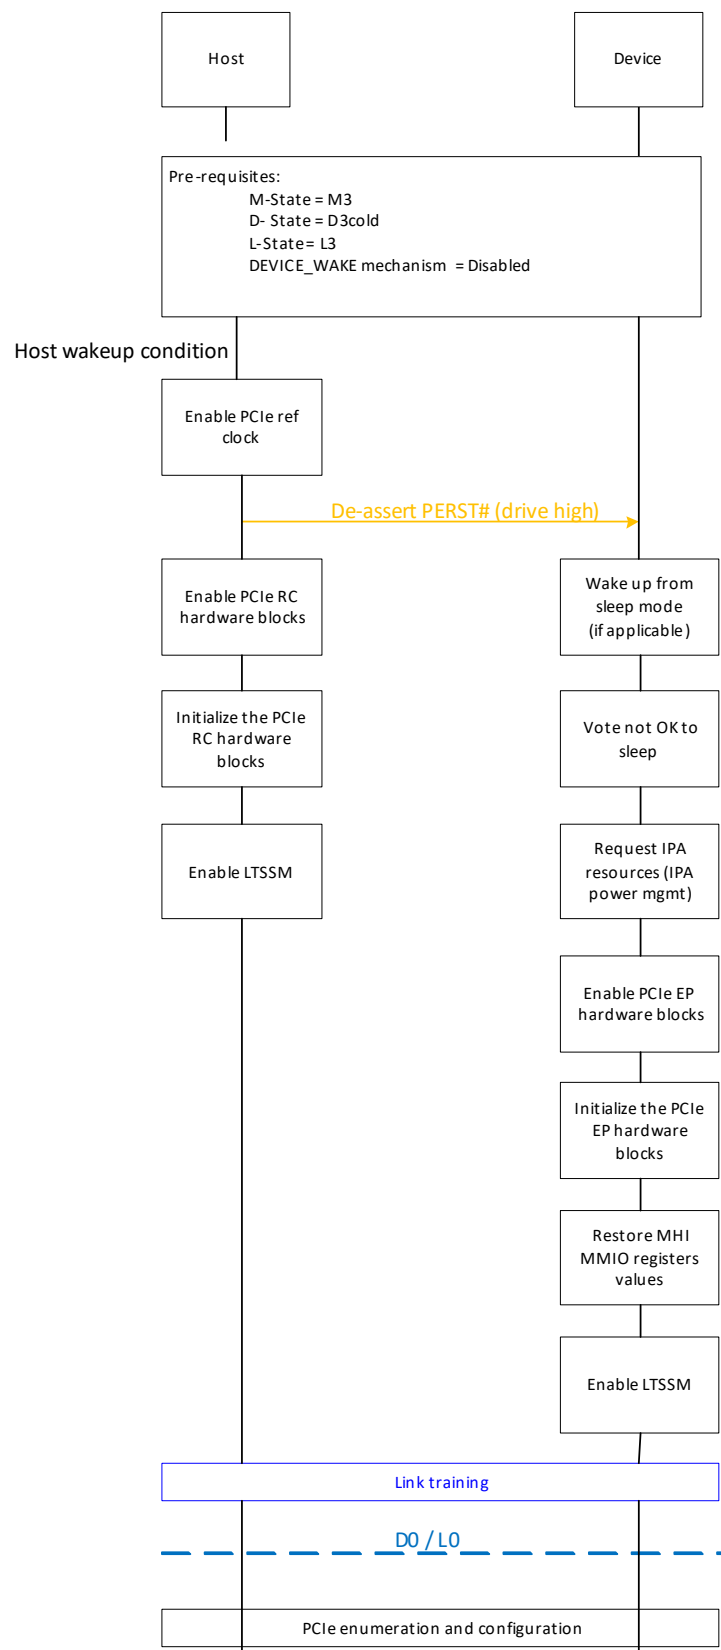 Host
Device
Pre-requisites:
M-State = M3
D- State = D3cold
L-State= L3
DEVICE_WAKE mechanism = Disabled
Host wakeup condition
Enable PCIe ref
clock
De-assert PERST# (drive high)
Enable PCIe RC
hardware blocks
Wake up from
sleep mode
(if applicable)
Initialize the PCIe
RC hardware
blocks
Vote not OK to
sleep
Enable LTSSM
Request IPA
resources (IPA
power mgmt)
Enable PCIe EP
hardware blocks
Initialize the PCIe
EP hardware
blocks
Restore MHI
MMIO registers
values
Enable LTSSM
Link training
D0 / L0
PCIe enumeration and configuration